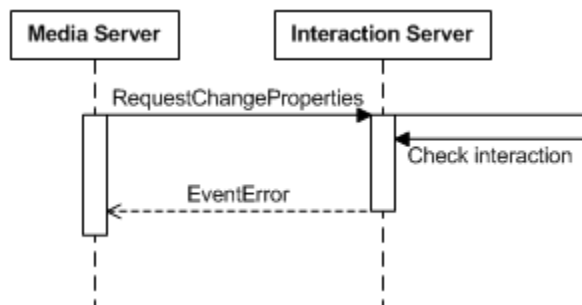 Media Server
Interaction Server
RequestChangeProperties
Check interaction
EventError